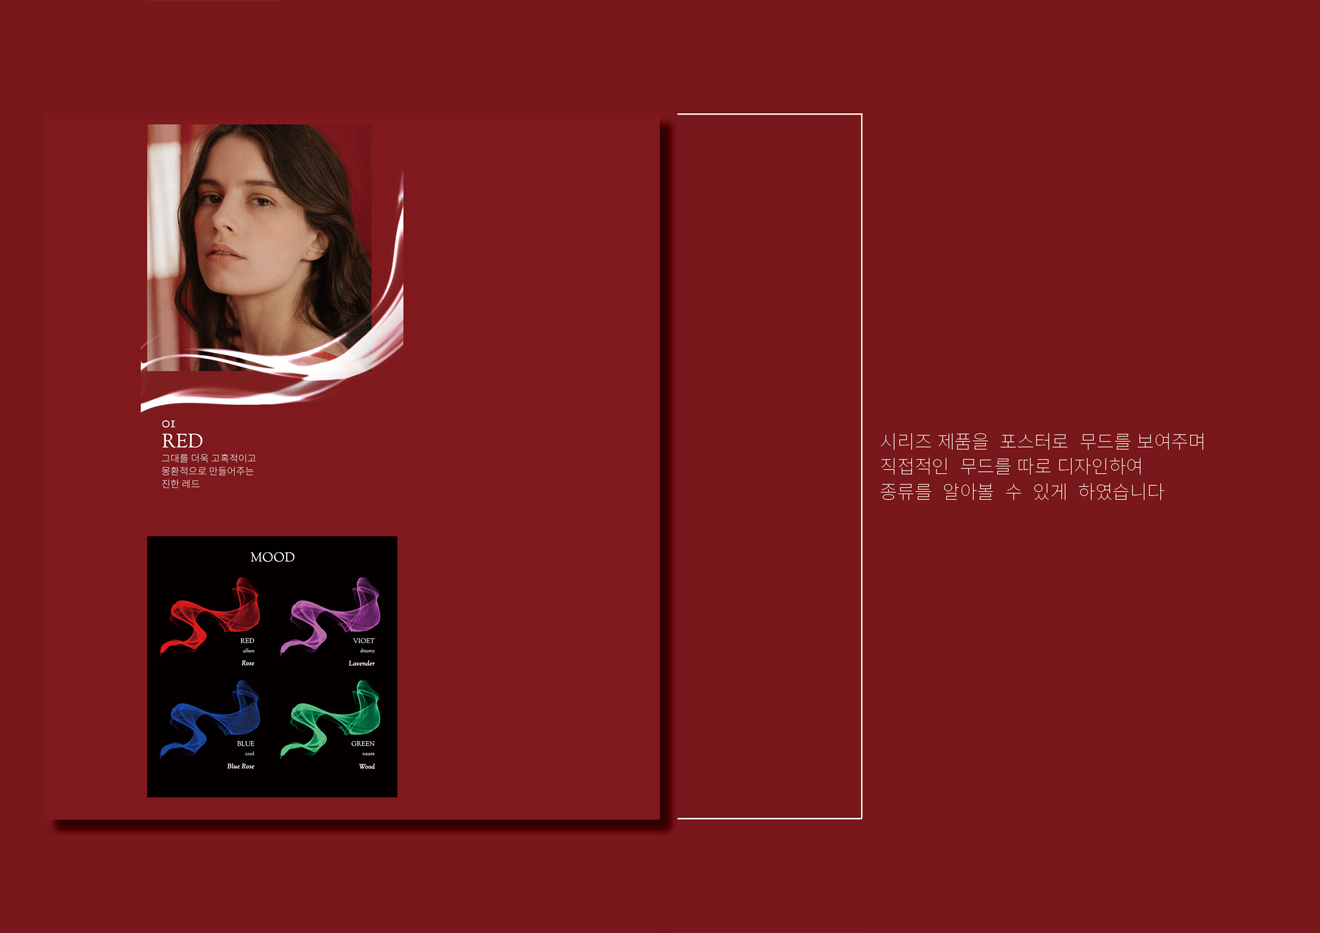 01
RED
그대를 더욱 고혹적이고
몽환적으로 만들어주는
진한 레드
MOOD
RED
allure
Rose
VIOET
dreamy
Lavender
BLUE
cool
Blue Rose
GREEN
nature
Wood
시리즈 제품을 포스터로 무드를 보여주며
직접적인 무드를 따로 디자인하여
종류를 알아볼 수 있게 하였습니다